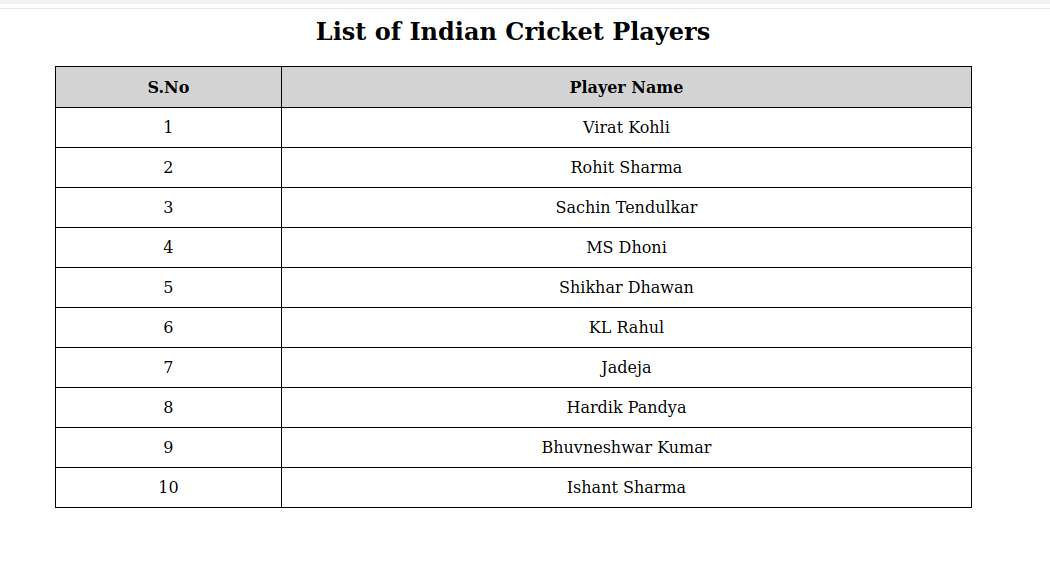 List of Indian Cricket Players
S.No Player Name
1 Virat Kohli
2 Rohit Sharma
3 Sachin Tendulkar
4 MS Dhoni
5 Shikhar Dhawan
6 KL Rahul
7 Jadeja
8 Hardik Pandya
9 Bhuvneshwar Kumar
10 Ishant Sharma